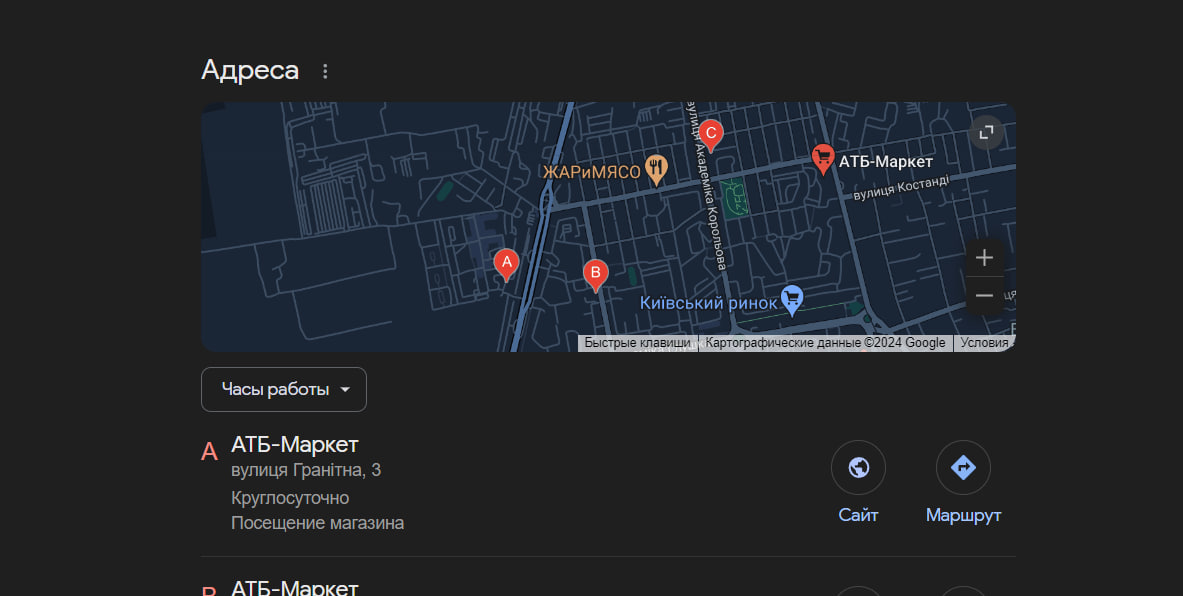 Адреса
вулиця Академіка Корольова
C
ЖАРиМЯСО
АТБ-Маркет
вулиця Костанді
A
B
Київський ринок
Быстрые клавиши
Картографические данные ©2024 Google
Условия
Часы работы
A
АТБ-Маркет
вулиця Гранітна, 3
Круглосуточно
Посещение магазина
Сайт
Маршрут
B
АТБ-Маркет